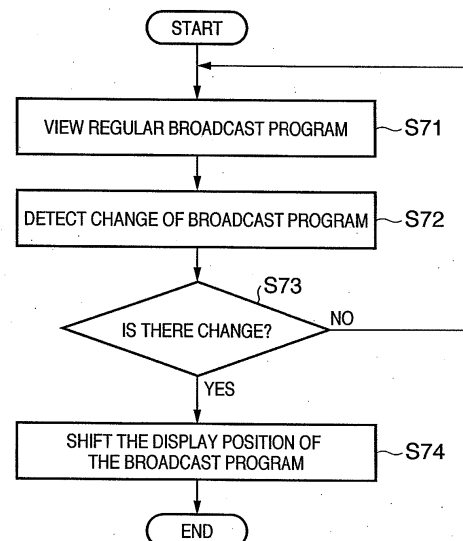 START
VIEW REGULAR BROADCAST PROGRAM
S71
DETECT CHANGE OF BROADCAST PROGRAM
S72
S73
IS THERE CHANGE?
NO
YES
SHIFT THE DISPLAY POSITION OF
THE BROADCAST PROGRAM
S74
END